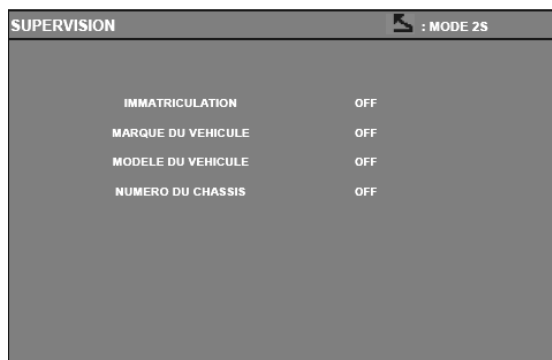 SUPERVISION : MODE 2S
IMMATRICULATION OFF
MARQUE DU VEHICULE OFF
MODELE DU VEHICULE OFF
NUMERO DU CHASSIS OFF